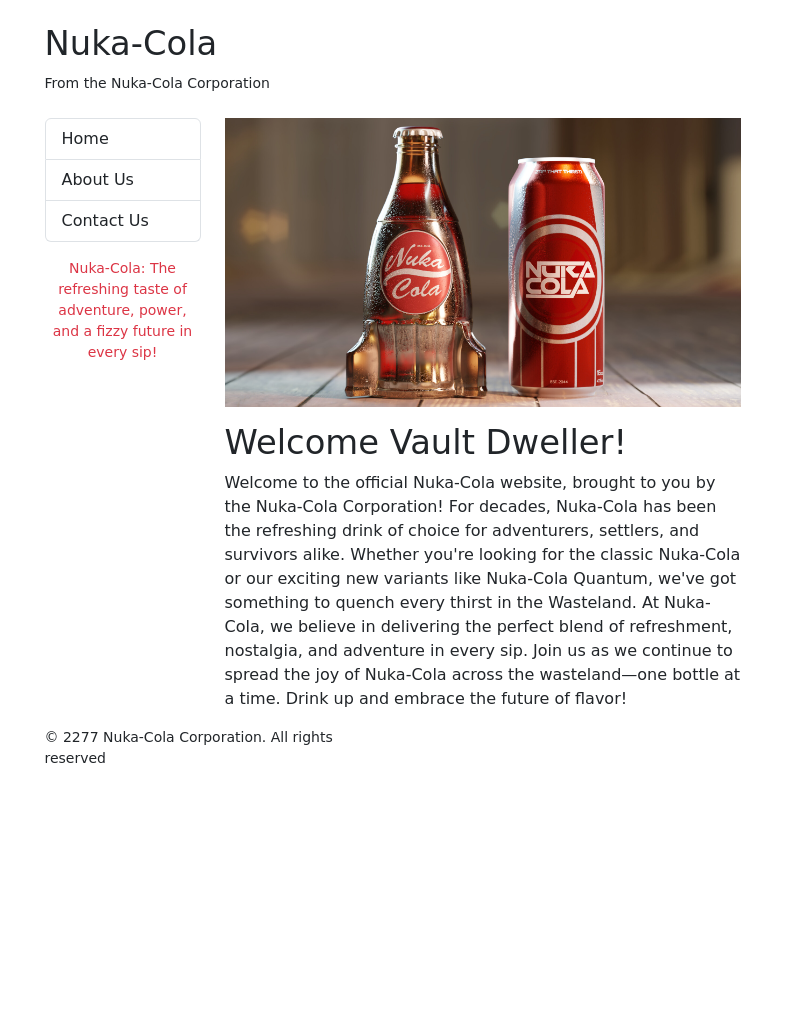 Nuka-Cola
From the Nuka-Cola Corporation
Home
About Us
Contact Us
Nuka-Cola: The
refreshing taste of
adventure, power,
and a fizzy future in
every sip!
Nuka
Cola
NUKA
COLA
EST. 2044
Welcome Vault Dweller!
Welcome to the official Nuka-Cola website, brought to you by
the Nuka-Cola Corporation! For decades, Nuka-Cola has been
the refreshing drink of choice for adventurers, settlers, and
survivors alike. Whether you're looking for the classic Nuka-Cola
or our exciting new variants like Nuka-Cola Quantum, we've got
something to quench every thirst in the Wasteland. At Nuka-
Cola, we believe in delivering the perfect blend of refreshment,
nostalgia, and adventure in every sip. Join us as we continue to
spread the joy of Nuka-Cola across the wasteland—one bottle at
a time. Drink up and embrace the future of flavor!
© 2277 Nuka-Cola Corporation. All rights
reserved